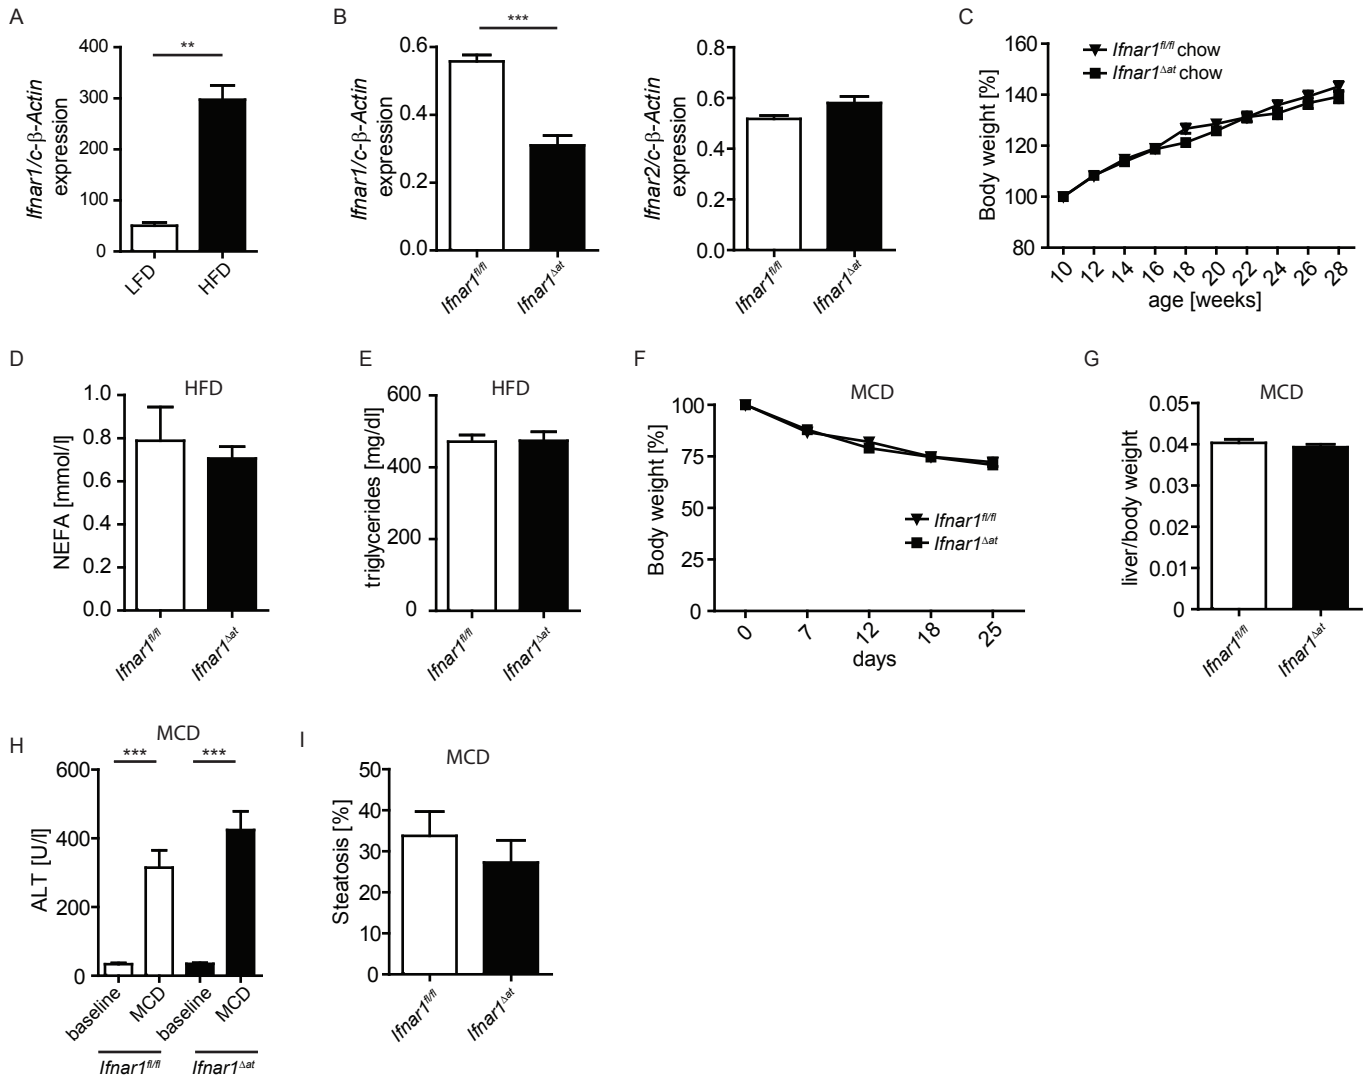 A
Ifnar1/c-β-Actin
expression
400
300
200
100
0
**
LFD
HFD
B
Ifnar1/c-β-Actin
expression
0.6
0.4
0.2
0.0
***
Ifnar1fl/fl
Ifnar1Δat
Ifnar2/c-β-Actin
expression
0.8
0.6
0.4
0.2
0.0
Ifnar1fl/fl
Ifnar1Δat
C
Body weight [%]
160
140
120
100
80
Ifnar1fl/fl chow
Ifnar1Δat chow
10 12 14 16 18 20 22 24 26 28
age [weeks]
D
HFD
NEFA [mmol/l]
1.0
0.8
0.6
0.4
0.2
0.0
Ifnar1fl/fl
Ifnar1Δat
E
HFD
triglycerides [mg/dl]
600
400
200
0
Ifnar1fl/fl
Ifnar1Δat
F
MCD
Body weight [%]
100
75
50
25
0
Ifnar1fl/fl
Ifnar1Δat
0 7 12 18 25
days
G
MCD
liver/body weight
0.05
0.04
0.03
0.02
0.01
0
Ifnar1fl/fl
Ifnar1Δat
H
MCD
ALT [U/l]
600
400
200
0
*** ***
baseline MCD baseline MCD
Ifnar1fl/fl Ifnar1Δat
I
MCD
Steatosis [%]
50
40
30
20
10
0
Ifnar1fl/fl
Ifnar1Δat